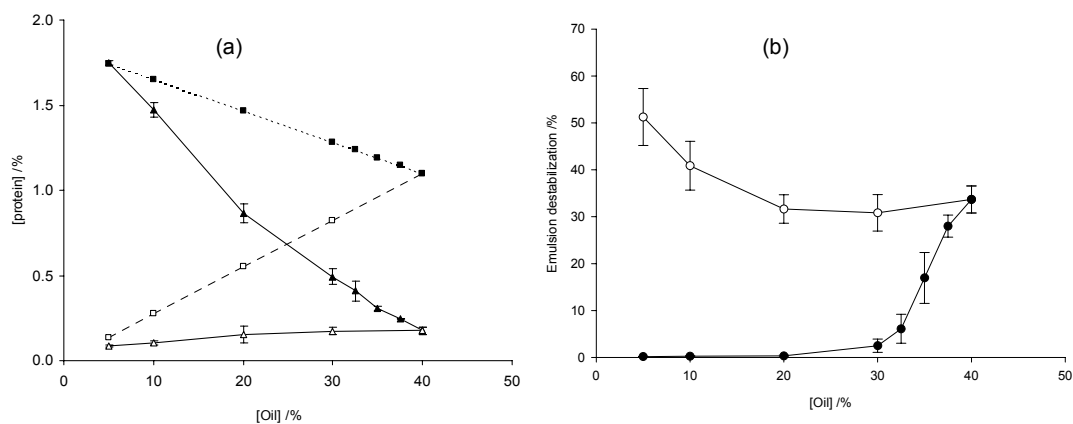 (a)
2.0
1.5
1.0
0.5
0.0
[protein] /%
0 10 20 30 40 50
[Oil] /%
(b)
70
60
50
40
30
20
10
0
Emulsion destabilization /%
0 10 20 30 40 50
[Oil] /%